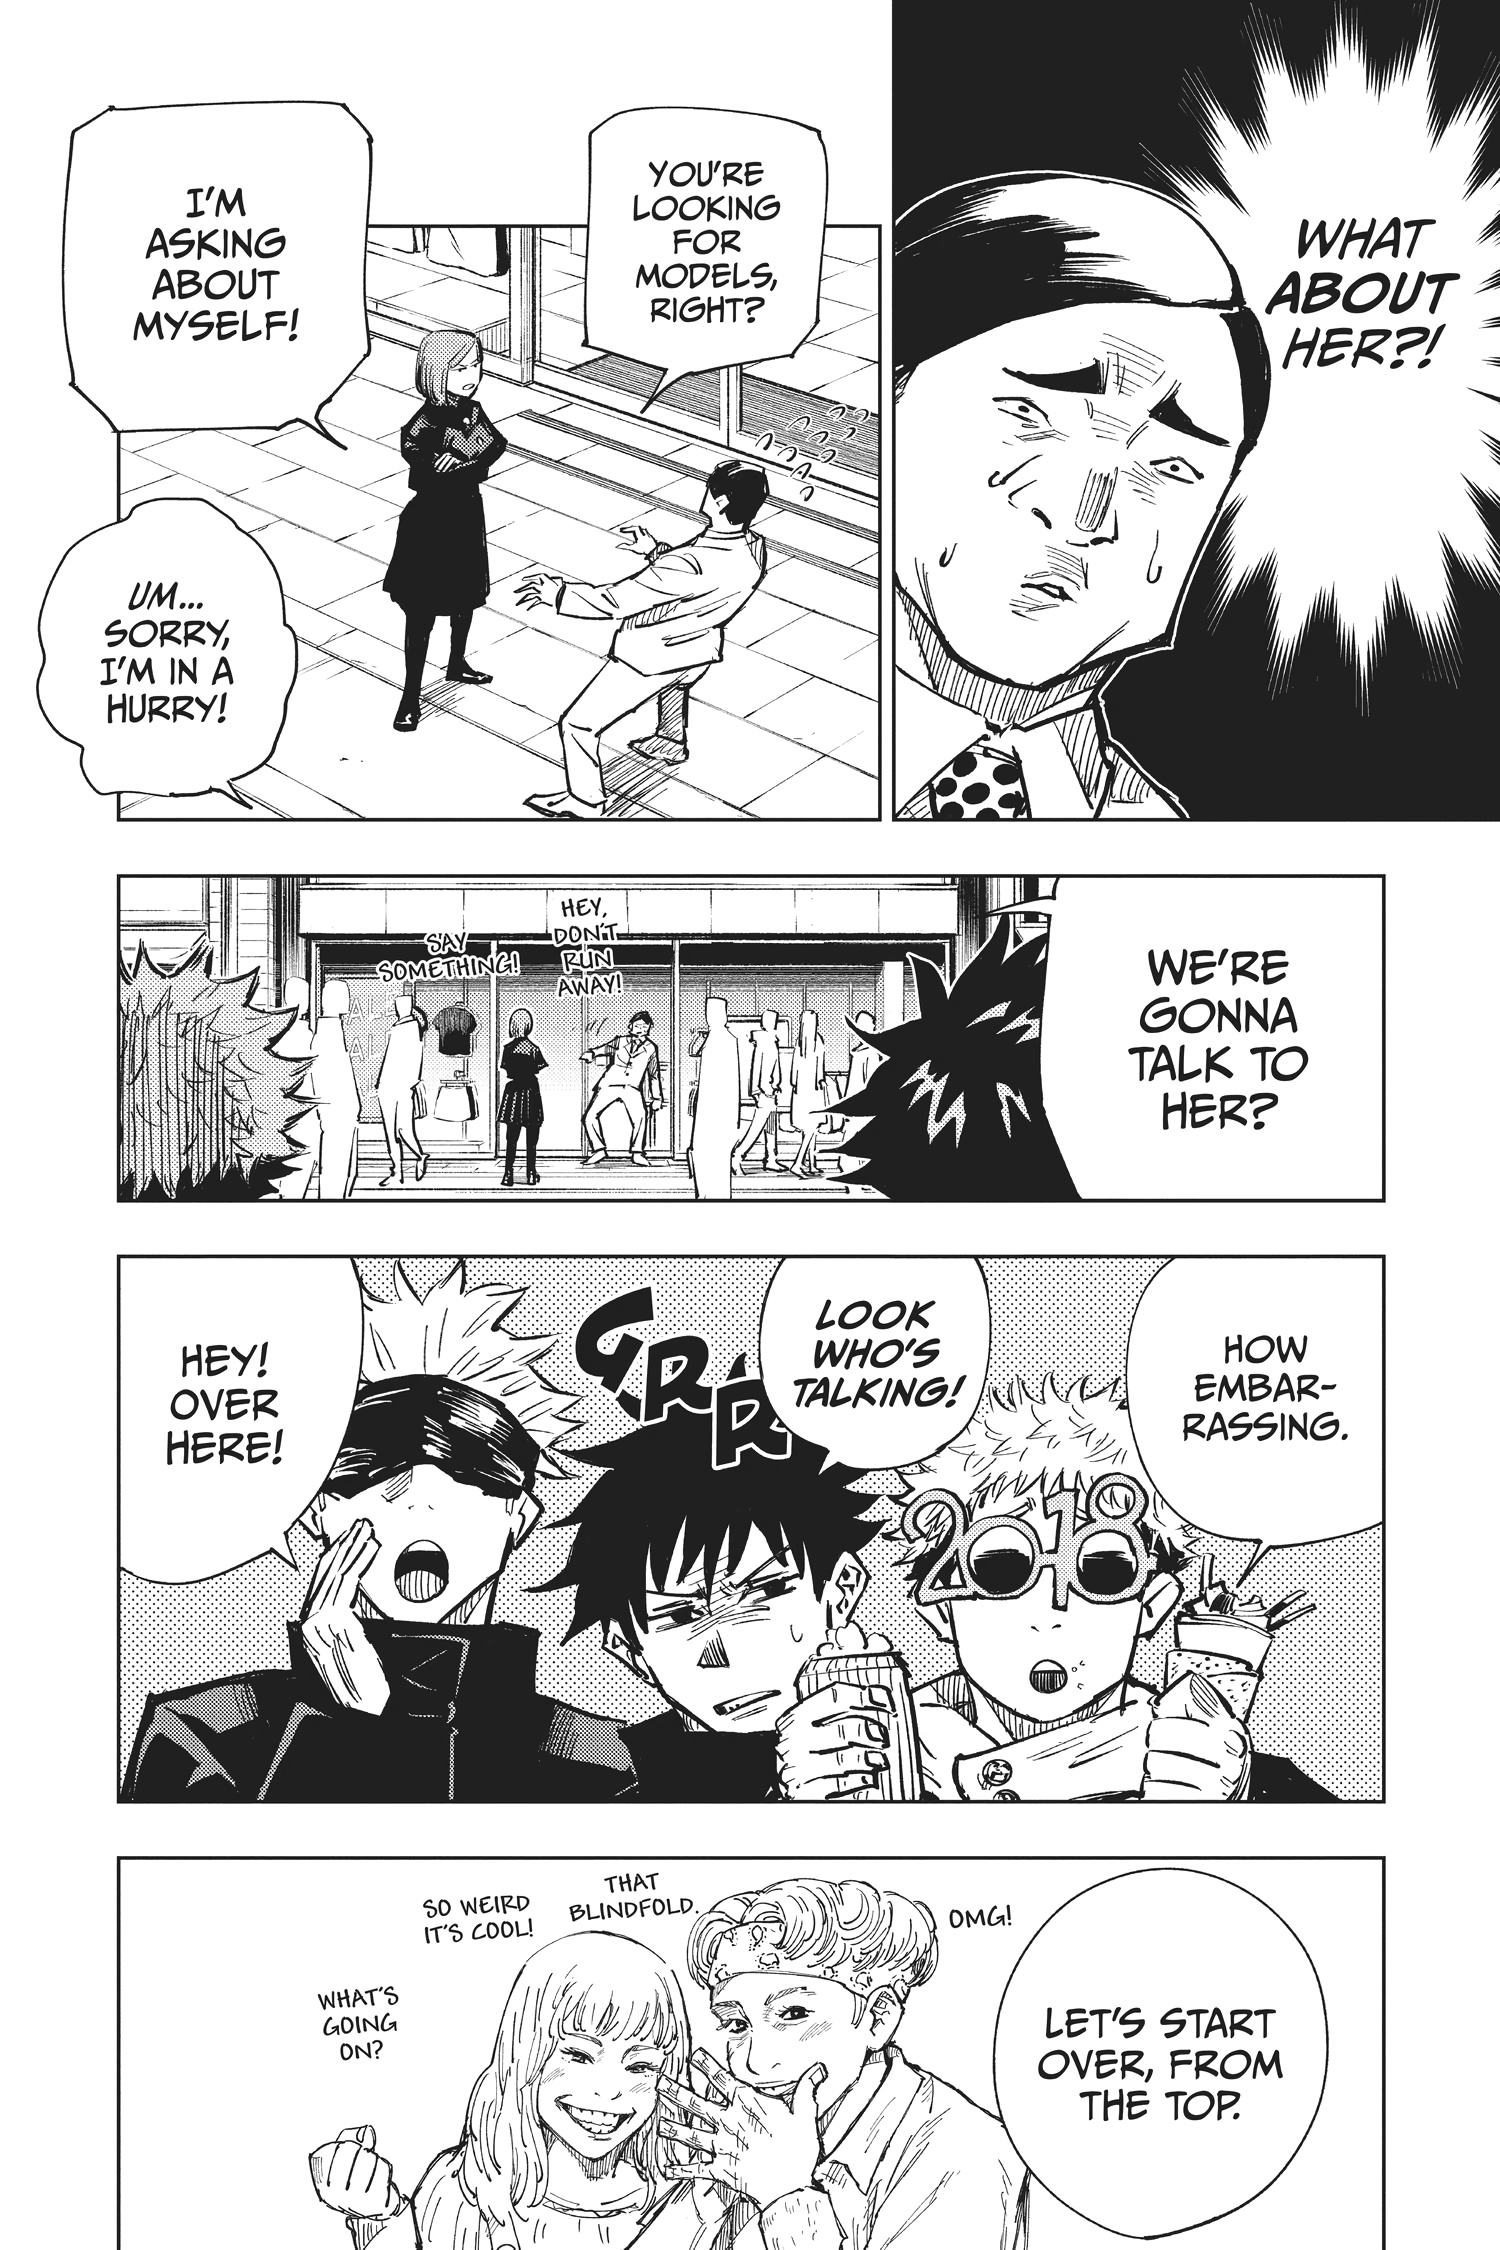 WHAT
ABOUT
HER?!
YOU'RE
LOOKING
FOR
MODELS,
RIGHT?
I'M
ASKING
ABOUT
MYSELF!
UM...
SORRY,
I'M IN A
HURRY!
WE'RE
GONNA
TALK TO
HER?
HEY,
DON'T
RUN
AWAY!
SAY
SOMETHING!
HOW
EMBAR-
RASSING.
LOOK
WHO'S
TALKING!
GRRR
2018
HEY!
OVER
HERE!
LET'S START
OVER, FROM
THE TOP.
OMG!
THAT
BLINDFOLD.
SO WEIRD
IT'S COOL!
WHAT'S
GOING
ON?